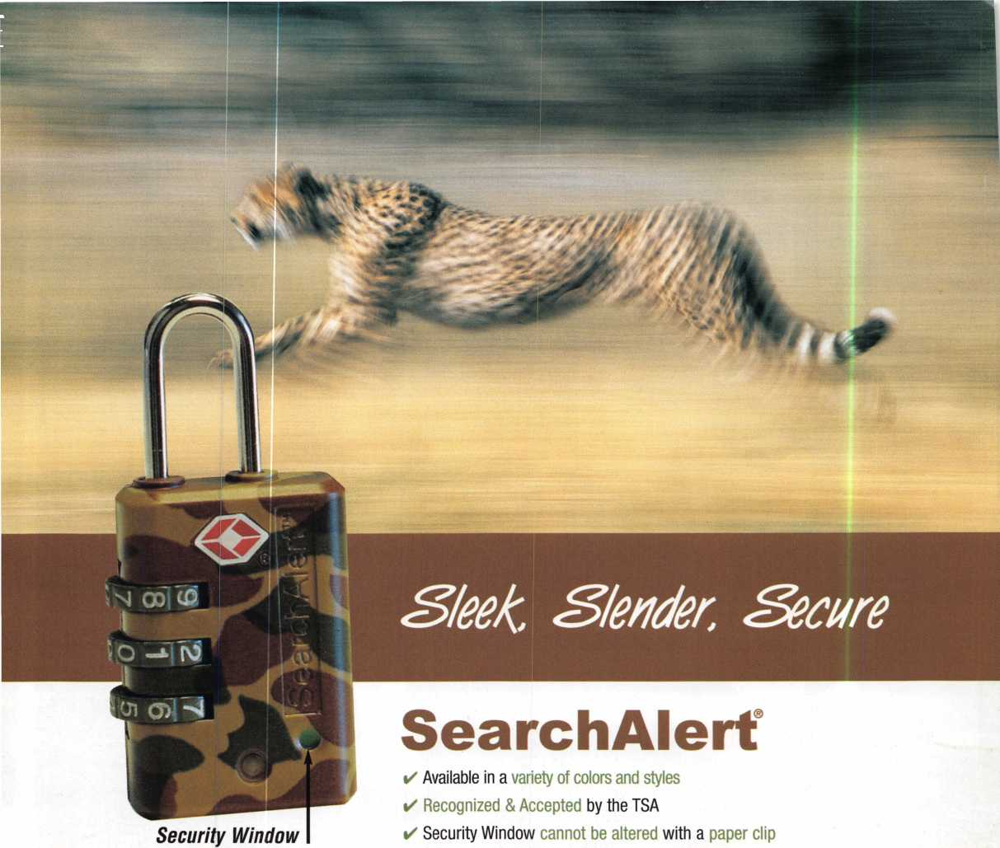 Sleek, Slender, Secure
SearchAlert®
✔ Available in a variety of colors and styles
✔ Recognized & Accepted by the TSA
✔ Security Window cannot be altered with a paper clip
Security Window
SearchAlert™
®
7 8 9
0 1 2
5 6 7